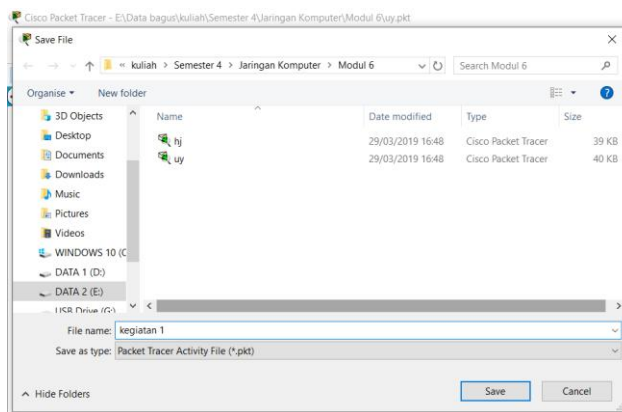 Cisco Packet Tracer - E:\Data bagus\kuliah\Semester 4\Jaringan Komputer\Modul 6\uy.pkt
Save File
« kuliah > Semester 4 > Jaringan Komputer > Modul 6
Search Modul 6
Organise
New folder
3D Objects
Desktop
Documents
Downloads
Music
Pictures
Videos
WINDOWS 10 (C
DATA 1 (D:)
DATA 2 (E:)
USB Drive (G:)
Name Date modified Type Size
hj 29/03/2019 16:48 Cisco Packet Tracer 39 KB
uy 29/03/2019 16:48 Cisco Packet Tracer 40 KB
File name: kegiatan 1
Save as type: Packet Tracer Activity File (*.pkt)
Hide Folders
Save
Cancel